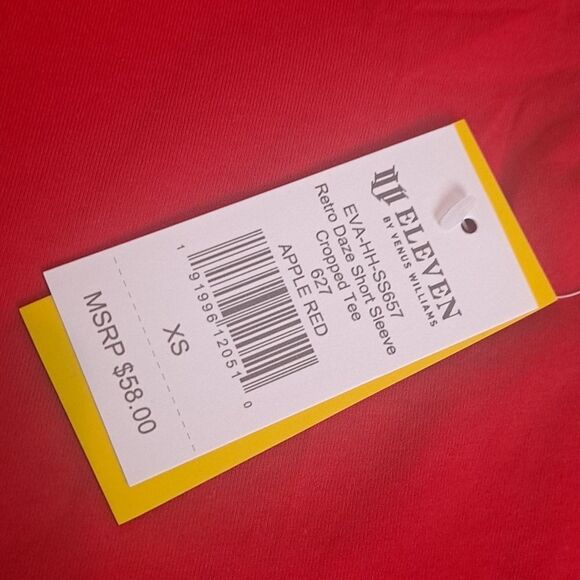 ELEVEN
BY VENUS WILLIAMS
EVA-HH-SS657
Retro Daze Short Sleeve
Cropped Tee
627
APPLE RED
1 91996 12051 0
XS
MSRP $58.00